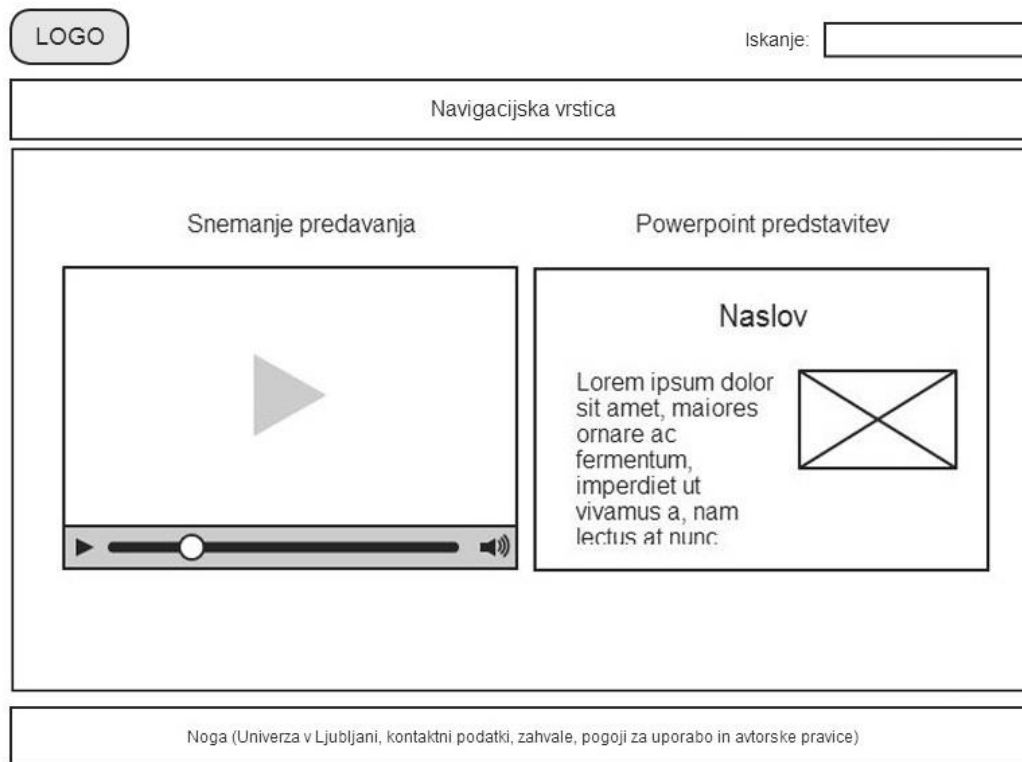 LOGO
Iskanje:
Navigacijska vrstica
Snemanje predavanja
Powerpoint predstavitev
Naslov
Lorem ipsum dolor
sit amet, maiores
ornare ac
fermentum,
imperdiet ut
vivamus a, nam
lectus at nunc
Noga (Univerza v Ljubljani, kontaktni podatki, zahvale, pogoji za uporabo in avtorske pravice)